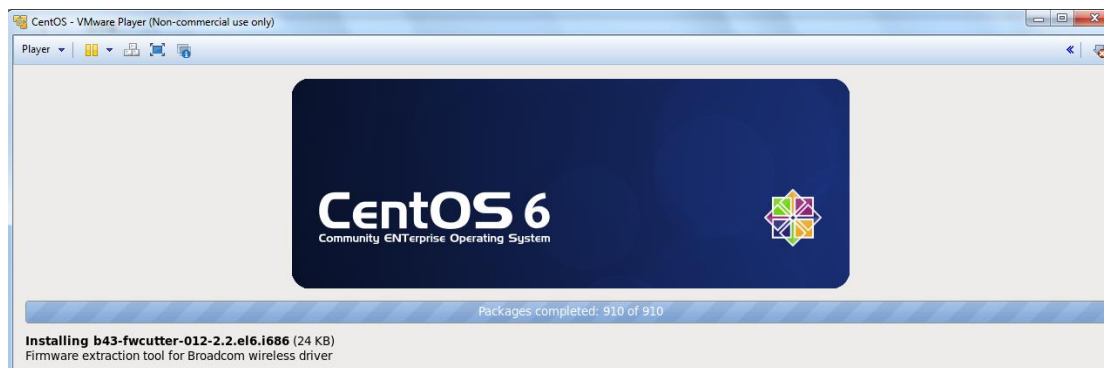 CentOS - VMware Player (Non-commercial use only)
Player
CentOS 6
Community ENTerprise Operating System
Packages completed: 910 of 910
Installing b43-fwcutter-012-2.2.el6.i686 (24 KB)
Firmware extraction tool for Broadcom wireless driver